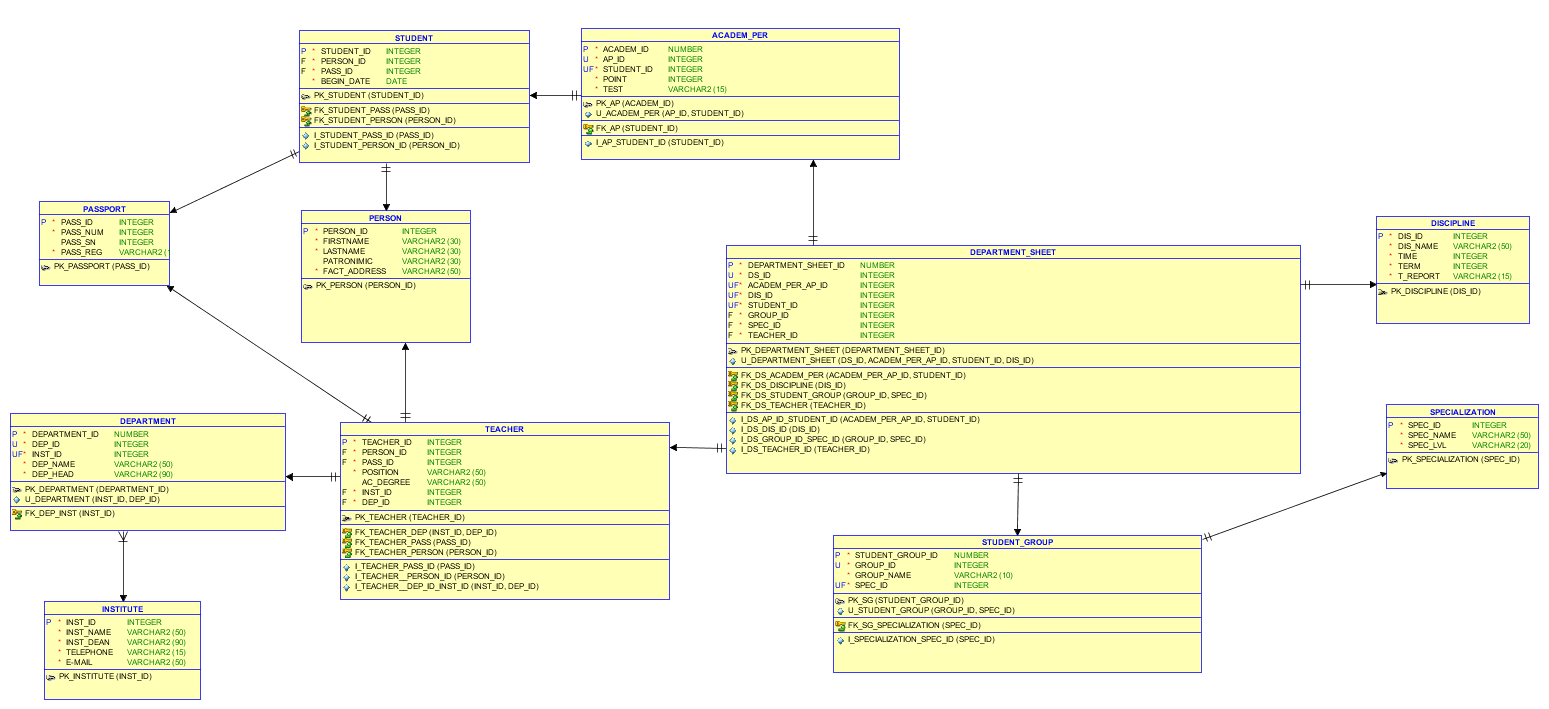 STUDENT
P * STUDENT_ID INTEGER
F * PERSON_ID INTEGER
F * PASS_ID INTEGER
* BEGIN_DATE DATE
PK_STUDENT (STUDENT_ID)
FK_STUDENT_PASS (PASS_ID)
FK_STUDENT_PERSON (PERSON_ID)
I_STUDENT_PASS_ID (PASS_ID)
I_STUDENT_PERSON_ID (PERSON_ID)
ACADEM_PER
P * ACADEM_ID NUMBER
U * AP_ID INTEGER
UF * STUDENT_ID INTEGER
* POINT INTEGER
* TEST VARCHAR2 (15)
PK_AP (ACADEM_ID)
U_ACADEM_PER (AP_ID, STUDENT_ID)
FK_AP (STUDENT_ID)
I_AP_STUDENT_ID (STUDENT_ID)
PASSPORT
P * PASS_ID INTEGER
* PASS_NUM INTEGER
PASS_SN INTEGER
* PASS_REG VARCHAR2 (
PK_PASSPORT (PASS_ID)
PERSON
P * PERSON_ID INTEGER
* FIRSTNAME VARCHAR2 (30)
* LASTNAME VARCHAR2 (30)
PATRONIMIC VARCHAR2 (30)
* FACT_ADDRESS VARCHAR2 (50)
PK_PERSON (PERSON_ID)
DEPARTMENT_SHEET
P * DEPARTMENT_SHEET_ID NUMBER
U * DS_ID INTEGER
UF* ACADEM_PER_AP_ID INTEGER
UF* DIS_ID INTEGER
UF* STUDENT_ID INTEGER
F * GROUP_ID INTEGER
F * SPEC_ID INTEGER
F * TEACHER_ID INTEGER
PK_DEPARTMENT_SHEET (DEPARTMENT_SHEET_ID)
U_DEPARTMENT_SHEET (DS_ID, ACADEM_PER_AP_ID, STUDENT_ID, DIS_ID)
FK_DS_ACADEM_PER (ACADEM_PER_AP_ID, STUDENT_ID)
FK_DS_DISCIPLINE (DIS_ID)
FK_DS_STUDENT_GROUP (GROUP_ID, SPEC_ID)
FK_DS_TEACHER (TEACHER_ID)
I_DS_AP_ID_STUDENT_ID (ACADEM_PER_AP_ID, STUDENT_ID)
I_DS_DIS_ID (DIS_ID)
I_DS_GROUP_ID_SPEC_ID (GROUP_ID, SPEC_ID)
I_DS_TEACHER_ID (TEACHER_ID)
DISCIPLINE
P * DIS_ID INTEGER
* DIS_NAME VARCHAR2 (50)
* TIME INTEGER
* TERM INTEGER
* T_REPORT VARCHAR2 (15)
PK_DISCIPLINE (DIS_ID)
DEPARTMENT
P * DEPARTMENT_ID NUMBER
U * DEP_ID INTEGER
UF* INST_ID INTEGER
* DEP_NAME VARCHAR2 (50)
* DEP_HEAD VARCHAR2 (90)
PK_DEPARTMENT (DEPARTMENT_ID)
U_DEPARTMENT (INST_ID, DEP_ID)
FK_DEP_INST (INST_ID)
TEACHER
P * TEACHER_ID INTEGER
F * PERSON_ID INTEGER
F * PASS_ID INTEGER
* POSITION VARCHAR2 (50)
AC_DEGREE VARCHAR2 (50)
F * INST_ID INTEGER
F * DEP_ID INTEGER
PK_TEACHER (TEACHER_ID)
FK_TEACHER_DEP (INST_ID, DEP_ID)
FK_TEACHER_PASS (PASS_ID)
FK_TEACHER_PERSON (PERSON_ID)
I_TEACHER_PASS_ID (PASS_ID)
I_TEACHER__PERSON_ID (PERSON_ID)
I_TEACHER__DEP_ID_INST_ID (INST_ID, DEP_ID)
SPECIALIZATION
P * SPEC_ID INTEGER
* SPEC_NAME VARCHAR2 (50)
* SPEC_LVL VARCHAR2 (20)
PK_SPECIALIZATION (SPEC_ID)
STUDENT_GROUP
P * STUDENT_GROUP_ID NUMBER
U * GROUP_ID INTEGER
* GROUP_NAME VARCHAR2 (10)
UF* SPEC_ID INTEGER
PK_SG (STUDENT_GROUP_ID)
U_STUDENT_GROUP (GROUP_ID, SPEC_ID)
FK_SG_SPECIALIZATION (SPEC_ID)
I_SPECIALIZATION_SPEC_ID (SPEC_ID)
INSTITUTE
P * INST_ID INTEGER
* INST_NAME VARCHAR2 (50)
* INST_DEAN VARCHAR2 (90)
* TELEPHONE VARCHAR2 (15)
* E-MAIL VARCHAR2 (50)
PK_INSTITUTE (INST_ID)